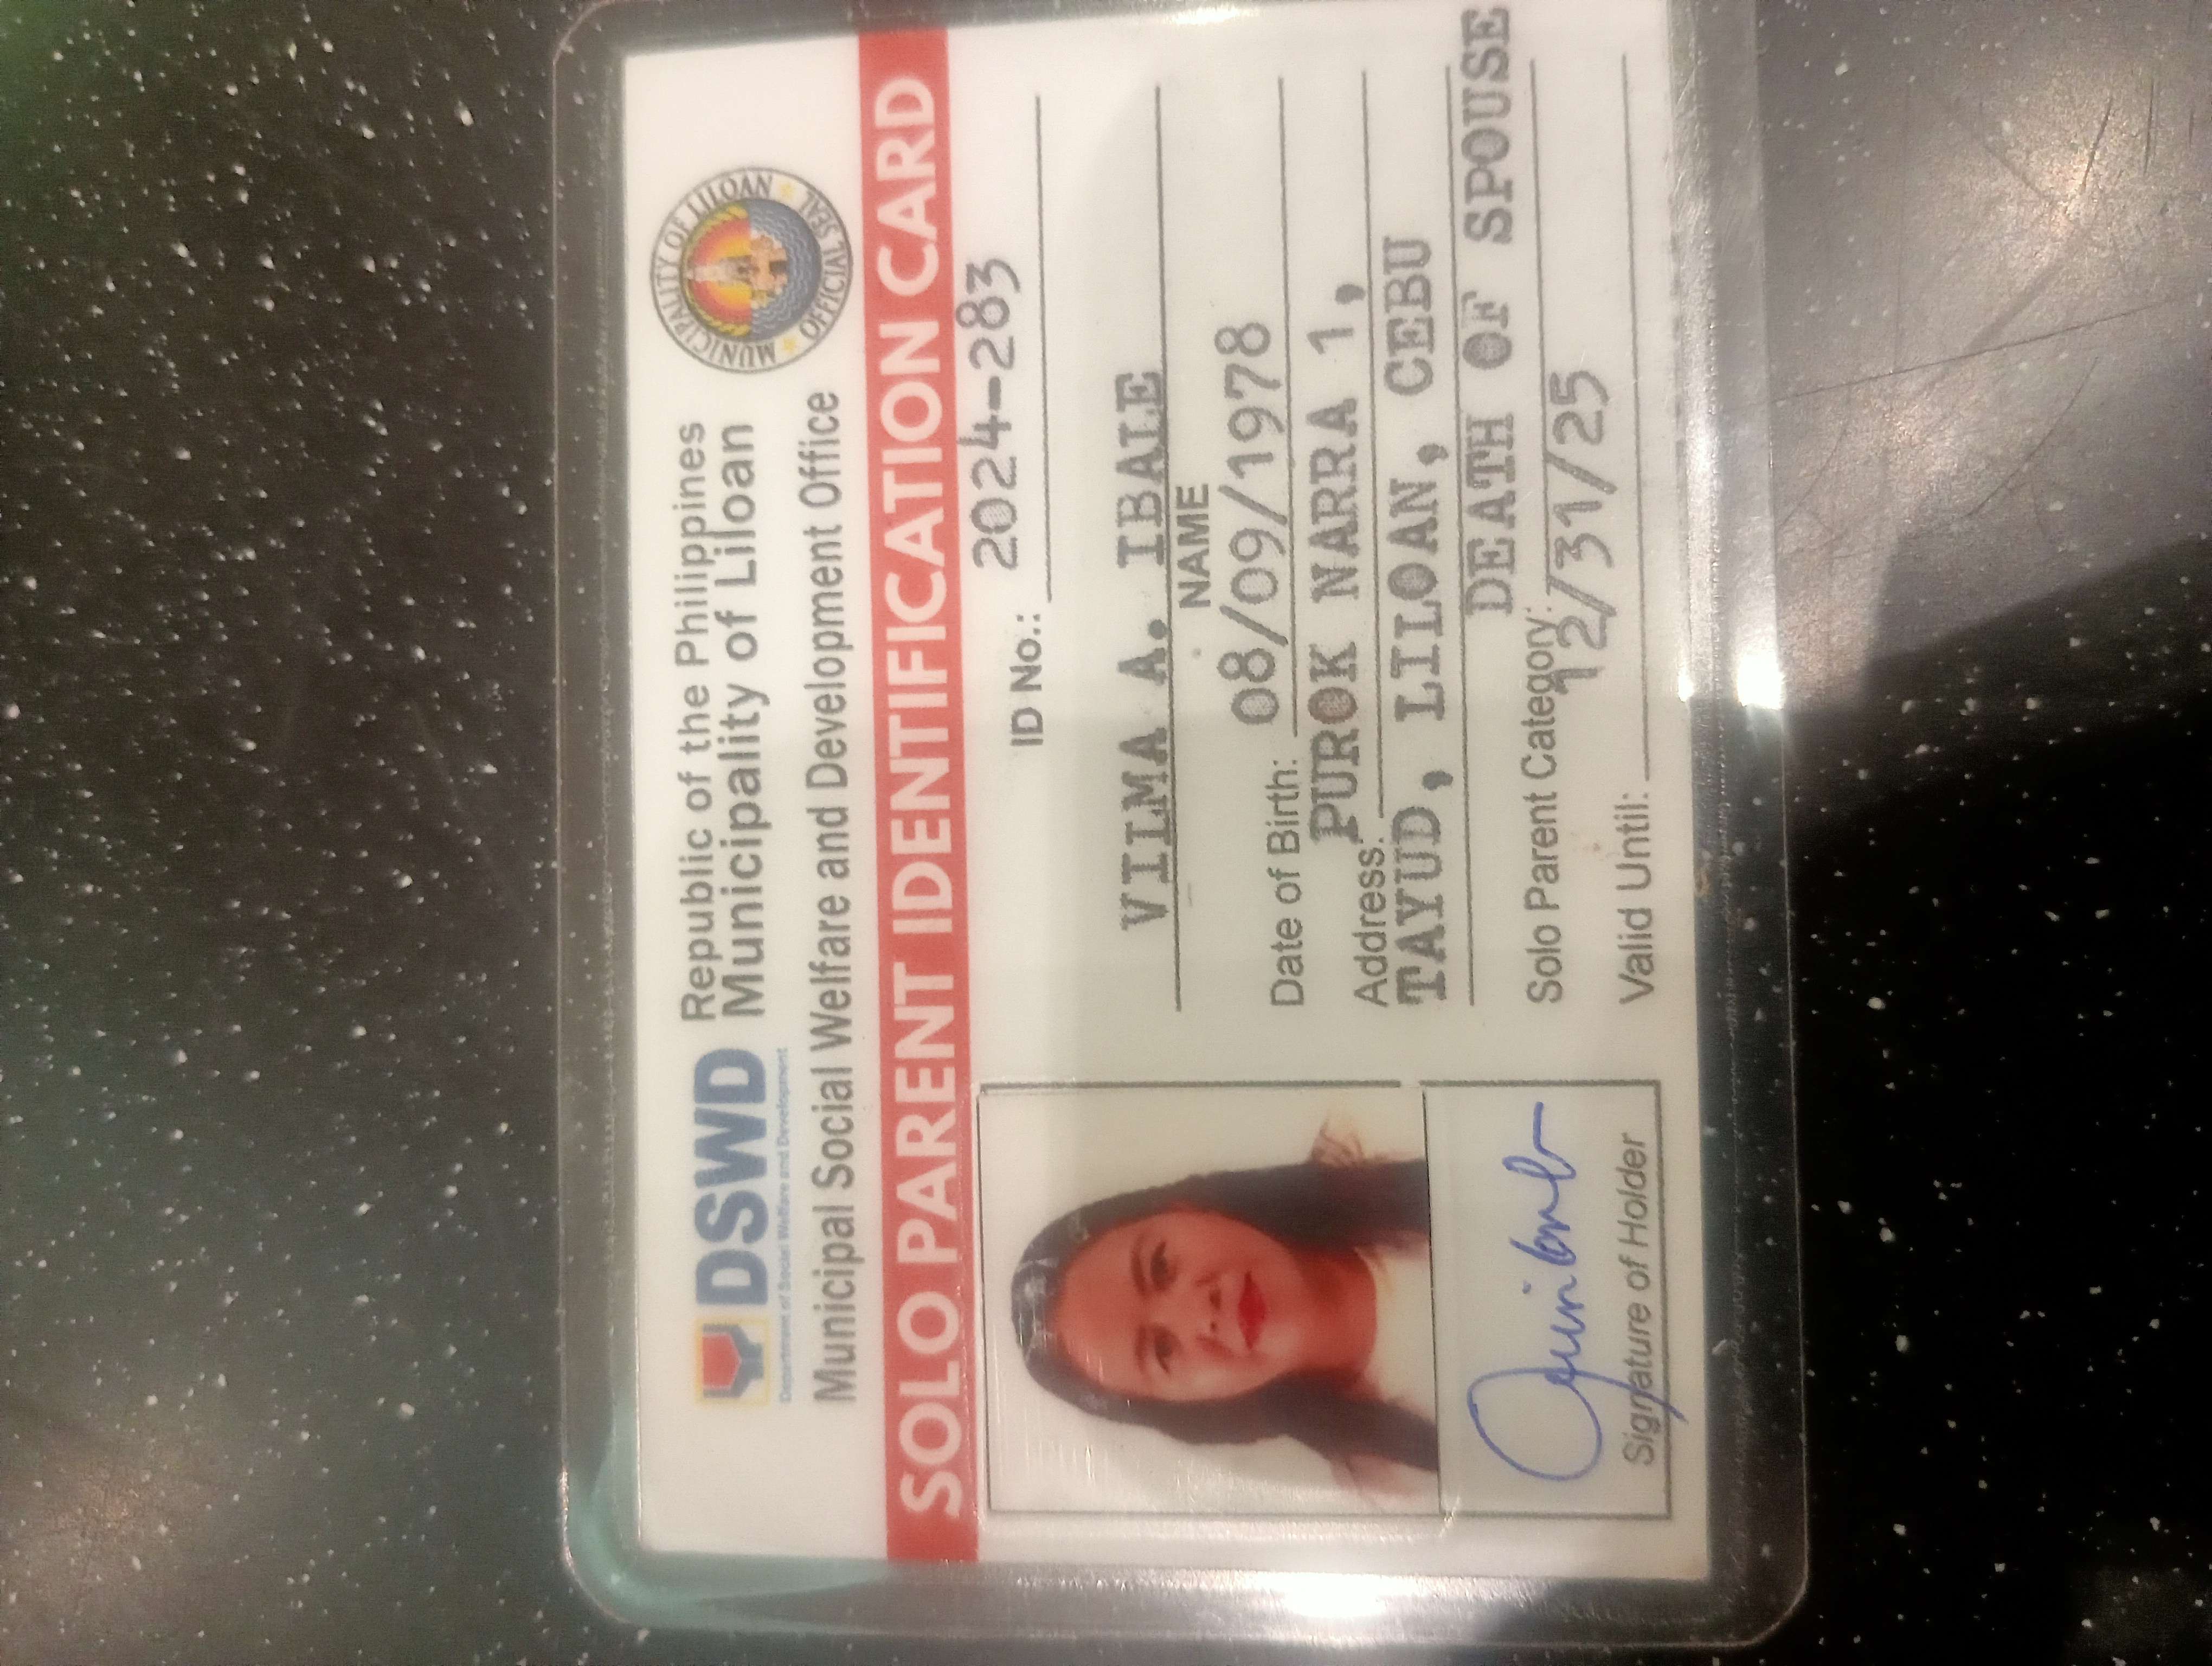 DSWD
Department of Social Welfare and Development
Republic of the Philippines
Municipality of Liloan
Municipal Social Welfare and Development Office
MUNICIPALITY OF LILOAN
OFFICIAL SEAL
SOLO PARENT IDENTIFICATION CARD
ID No.: 2024-283
VILMA A. IBALE
NAME
Date of Birth: 08/09/1978
Address: PUROK NARRA 1,
TAYUD, LILOAN, CEBU
Solo Parent Category: DEATH OF SPOUSE
Valid Until: 12/31/25
Signature of Holder